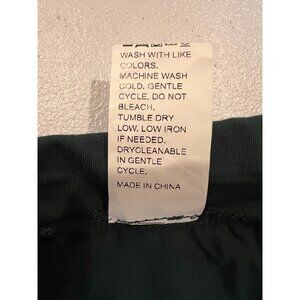 WASH WITH LIKE
COLORS.
MACHINE WASH
COLD. GENTLE
CYCLE, DO NOT
BLEACH.
TUMBLE DRY
LOW. LOW IRON
IF NEEDED.
DRYCLEANABLE
IN GENTLE
CYCLE.
MADE IN CHINA